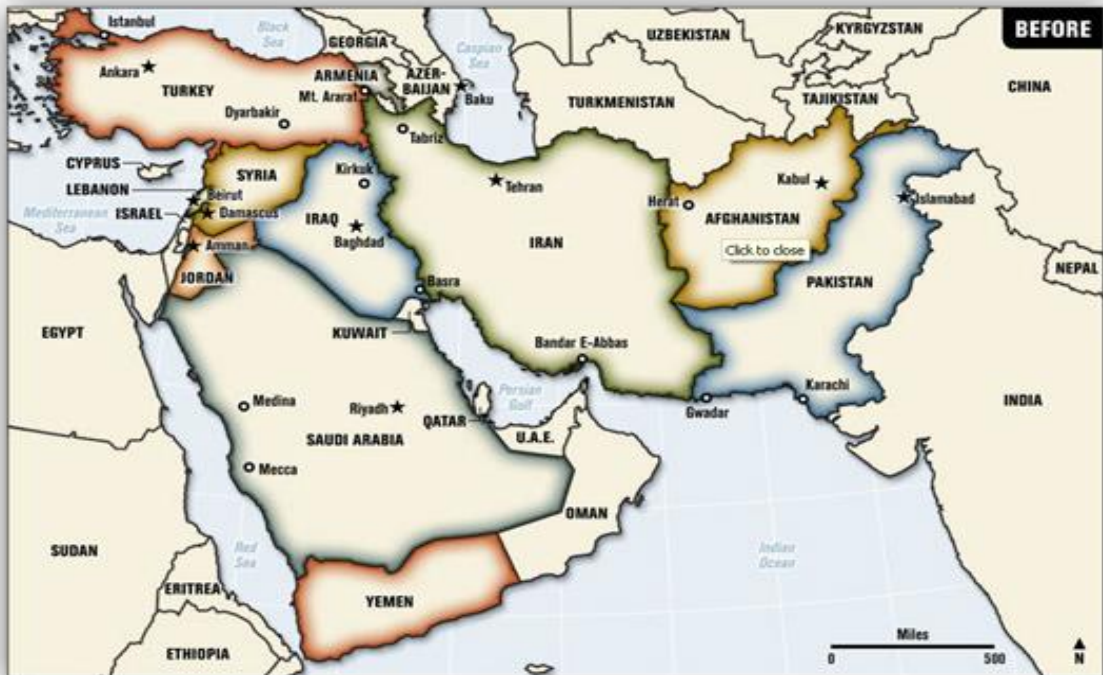 BEFORE
Istanbul
Black
Sea
GEORGIA
Caspian
Sea
UZBEKISTAN
KYRGYZSTAN
Ankara
TURKEY
ARMENIA
AZER-
BAIJAN
Mt. Ararat
Baku
TURKMENISTAN
TAJIKISTAN
CHINA
Dyarbakir
Tabriz
CYPRUS
SYRIA
Kirkuk
Tehran
Kabul
LEBANON
Beirut
Herat
Islamabad
Mediterranean
Sea
ISRAEL
Damascus
IRAQ
AFGHANISTAN
Baghdad
IRAN
Click to close
Amman
JORDAN
Basra
PAKISTAN
NEPAL
EGYPT
KUWAIT
Bandar E-Abbas
Persian
Golf
Karachi
Gwadar
INDIA
Medina
Riyadh
QATAR
SAUDI ARABIA
U.A.E.
Mecca
OMAN
SUDAN
Red
Sea
Indian
Ocean
ERITREA
YEMEN
ETHIOPIA
Miles
0
500
N